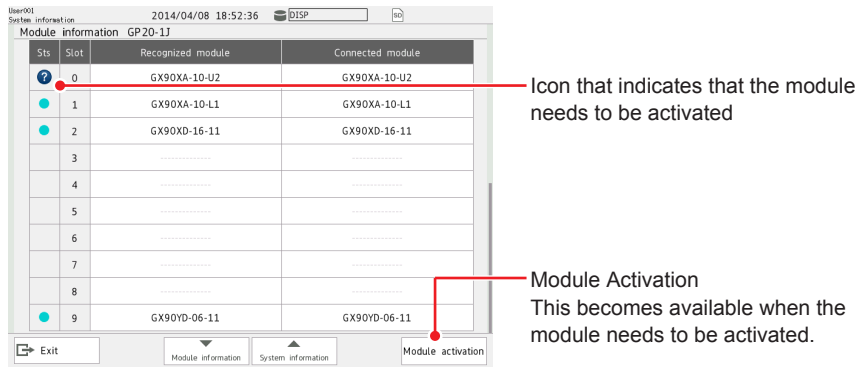 User001
System information
2014/04/08 18:52:36
DISP
SD
Module information GP20-1J
Sts Slot Recognized module Connected module
? 0 GX90XA-10-U2 GX90XA-10-U2
1 GX90XA-10-L1 GX90XA-10-L1
2 GX90XD-16-11 GX90XD-16-11
3 ------------- -------------
4 ------------- -------------
5 ------------- -------------
6 ------------- -------------
7 ------------- -------------
8 ------------- -------------
9 GX90YD-06-11 GX90YD-06-11
Exit
Module information
System information
Module activation
Icon that indicates that the module
needs to be activated
Module Activation
This becomes available when the
module needs to be activated.